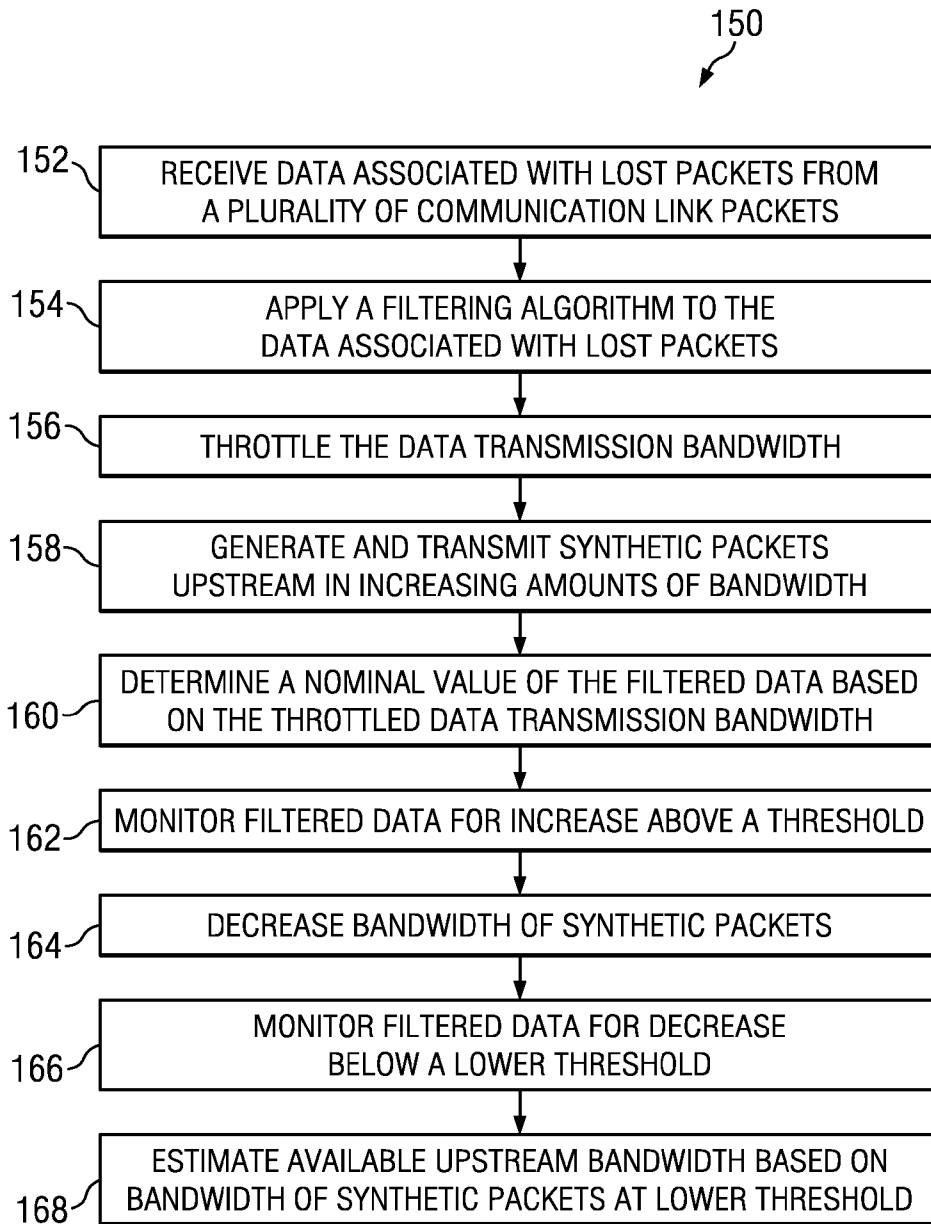 150
152
RECEIVE DATA ASSOCIATED WITH LOST PACKETS FROM
A PLURALITY OF COMMUNICATION LINK PACKETS
154
APPLY A FILTERING ALGORITHM TO THE
DATA ASSOCIATED WITH LOST PACKETS
156
THROTTLE THE DATA TRANSMISSION BANDWIDTH
158
GENERATE AND TRANSMIT SYNTHETIC PACKETS
UPSTREAM IN INCREASING AMOUNTS OF BANDWIDTH
160
DETERMINE A NOMINAL VALUE OF THE FILTERED DATA BASED
ON THE THROTTLED DATA TRANSMISSION BANDWIDTH
162
MONITOR FILTERED DATA FOR INCREASE ABOVE A THRESHOLD
164
DECREASE BANDWIDTH OF SYNTHETIC PACKETS
166
MONITOR FILTERED DATA FOR DECREASE
BELOW A LOWER THRESHOLD
168
ESTIMATE AVAILABLE UPSTREAM BANDWIDTH BASED ON
BANDWIDTH OF SYNTHETIC PACKETS AT LOWER THRESHOLD